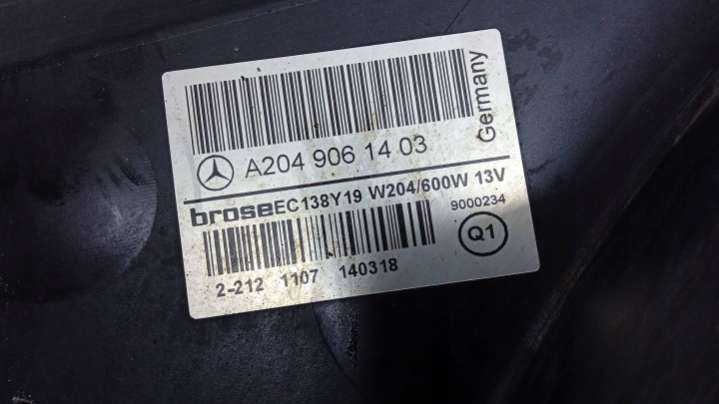 Germany
A204 906 14 03
broseEC138Y19 W204/600W 13V
9000234
2-212 1107 140318
Q1